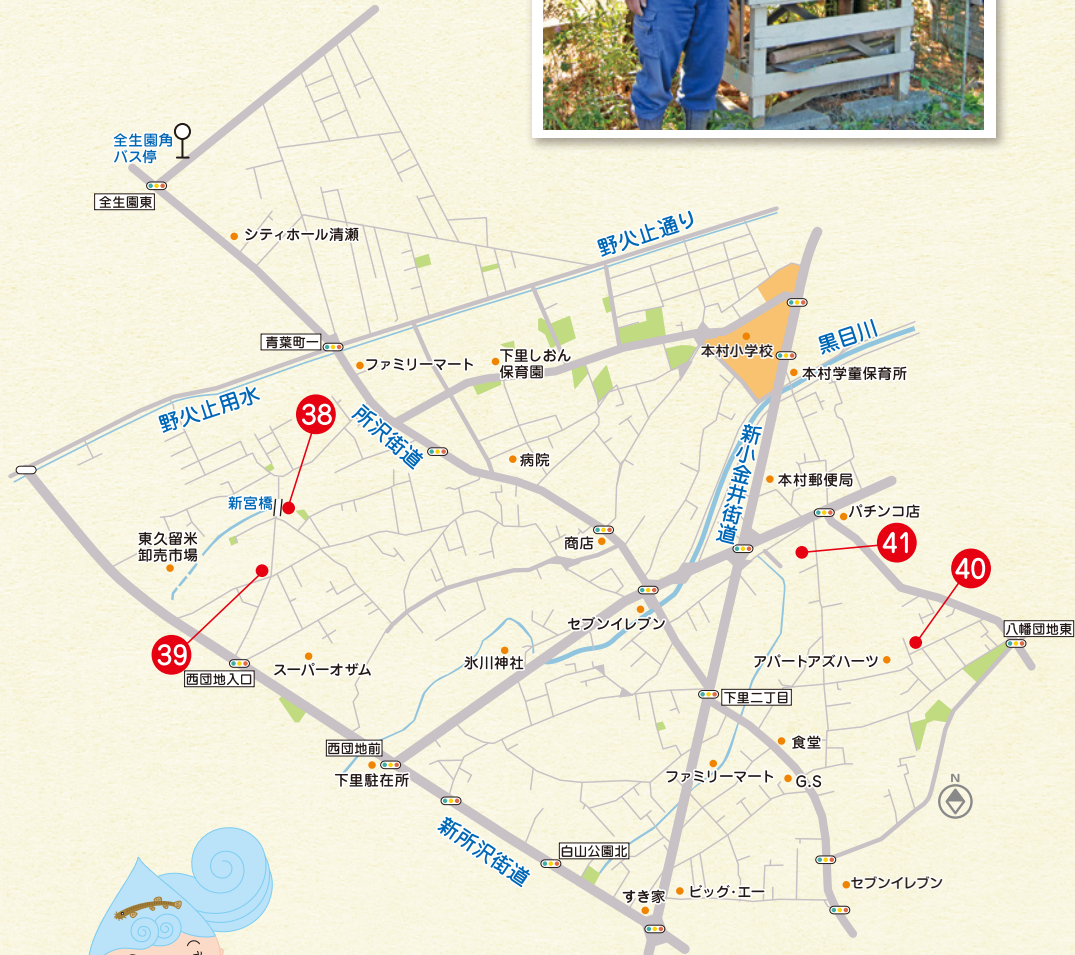 全生園角
バス停
全生園東
シティホール清瀬
野火止通り
青葉町一
ファミリーマート
下里しおん
保育園
本村小学校
黒目川
本村学童保育所
野火止用水
38
所沢街道
病院
新小金井街道
本村郵便局
パチンコ店
新宮橋
東久留米
卸売市場
商店
41
40
セブンイレブン
八幡団地東
39
西団地入口
スーパーオザム
氷川神社
アパートアズハーツ
下里二丁目
西団地前
下里駐在所
食堂
ファミリーマート
G.S
N
新所沢街道
白山公園北
すき家
ビッグ・エー
セブンイレブン